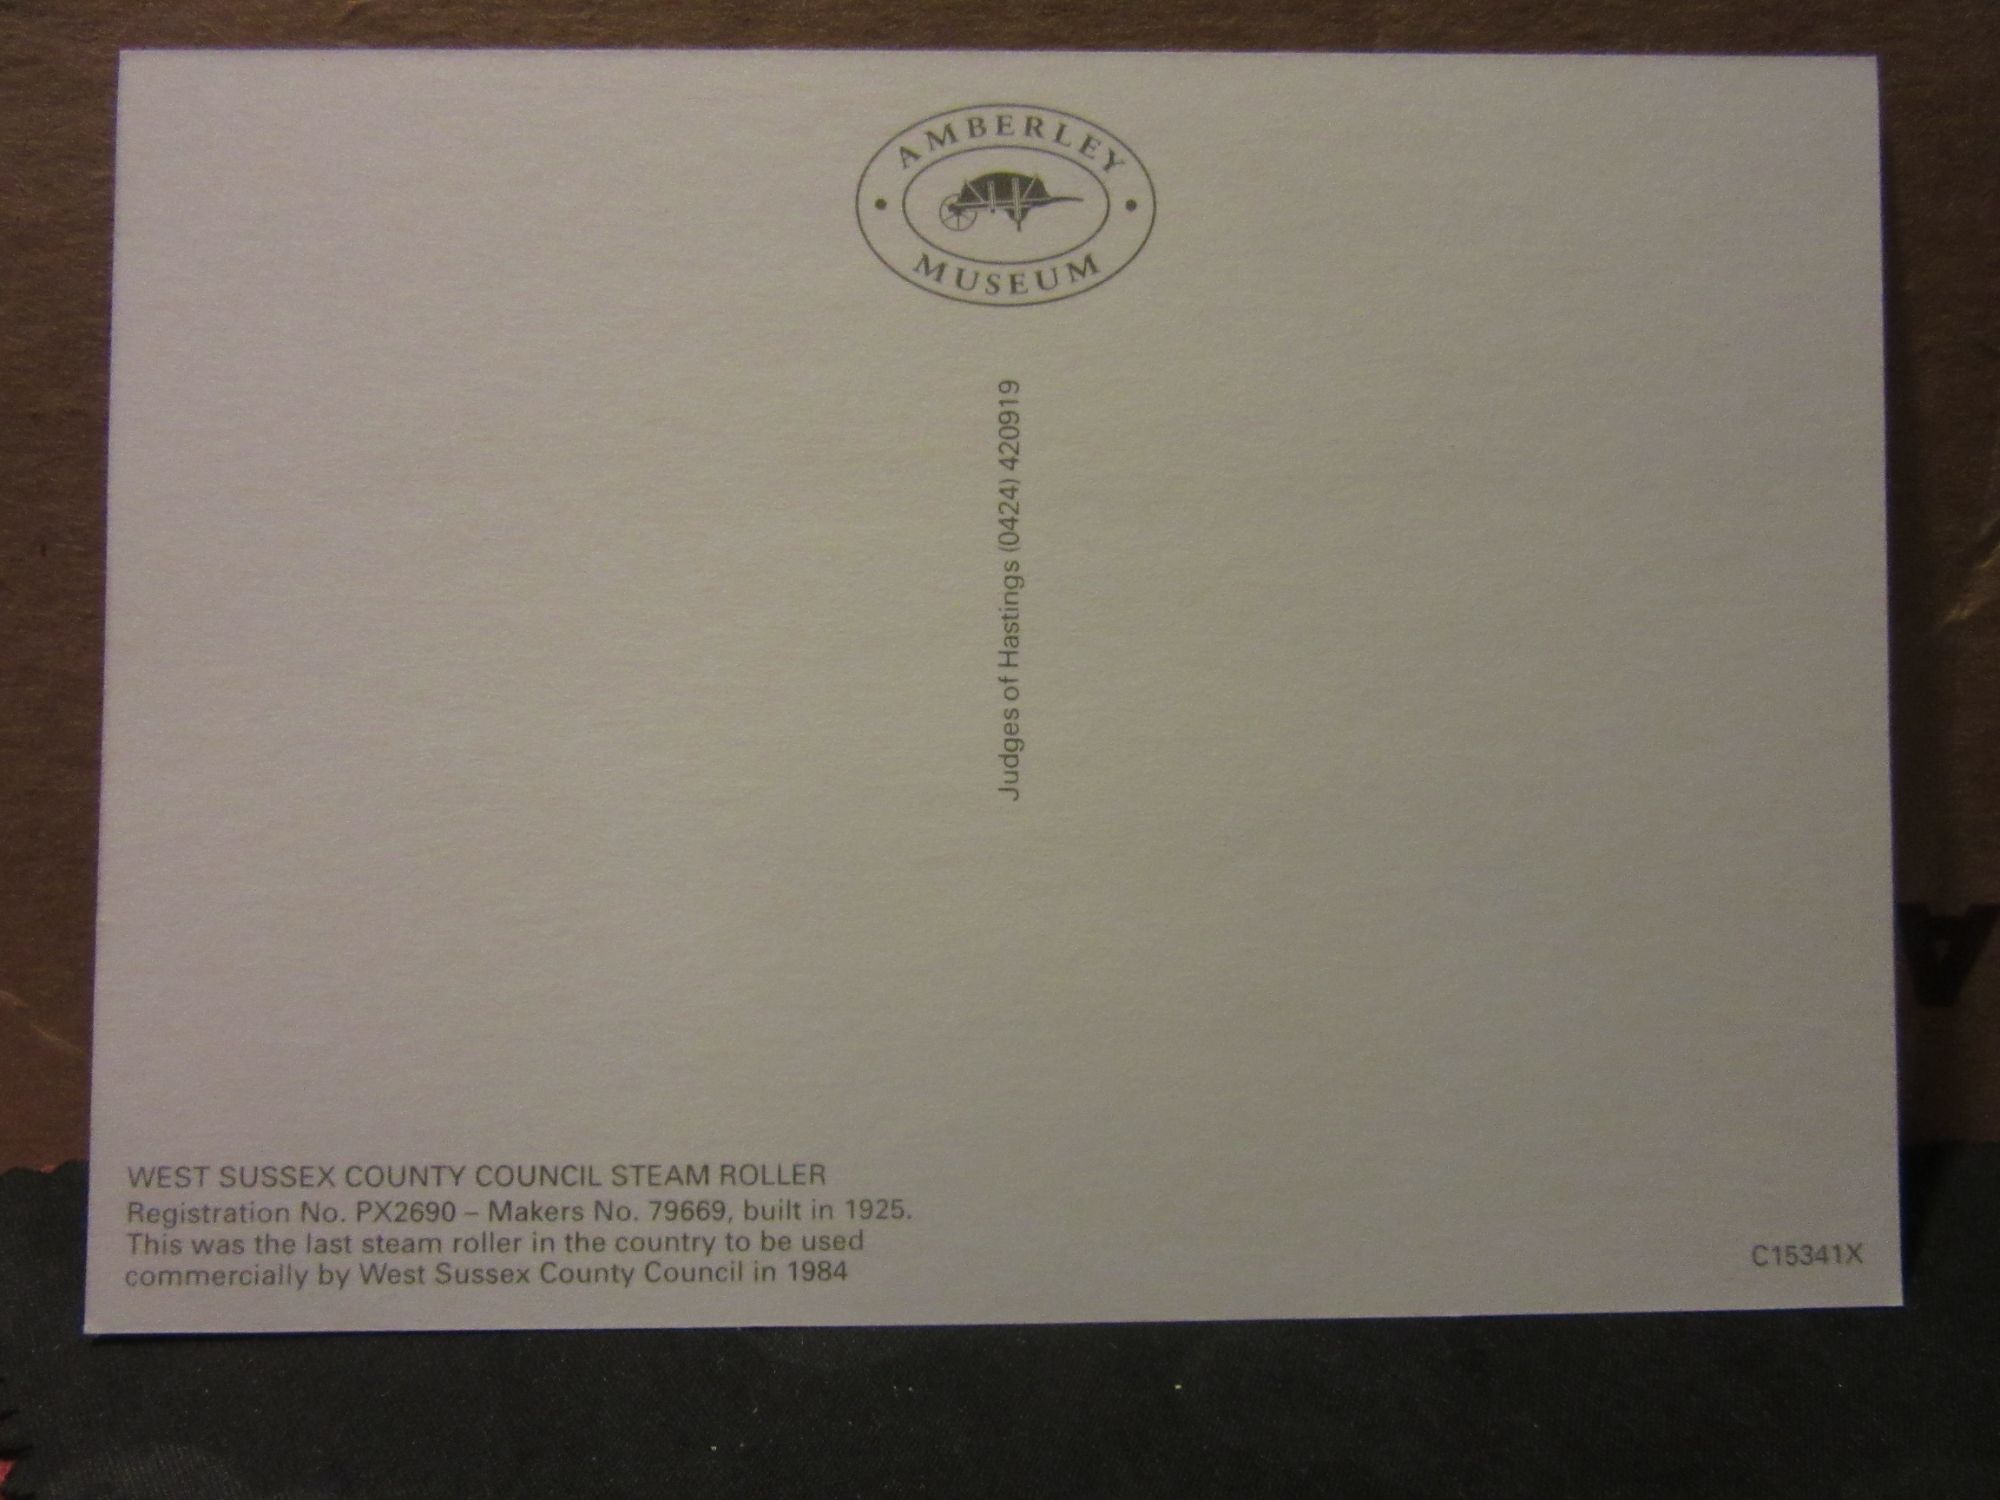 AMBERLEY
MUSEUM
Judges of Hastings (0424) 420919
WEST SUSSEX COUNTY COUNCIL STEAM ROLLER
Registration No. PX2690 – Makers No. 79669, built in 1925.
This was the last steam roller in the country to be used
commercially by West Sussex County Council in 1984
C15341X